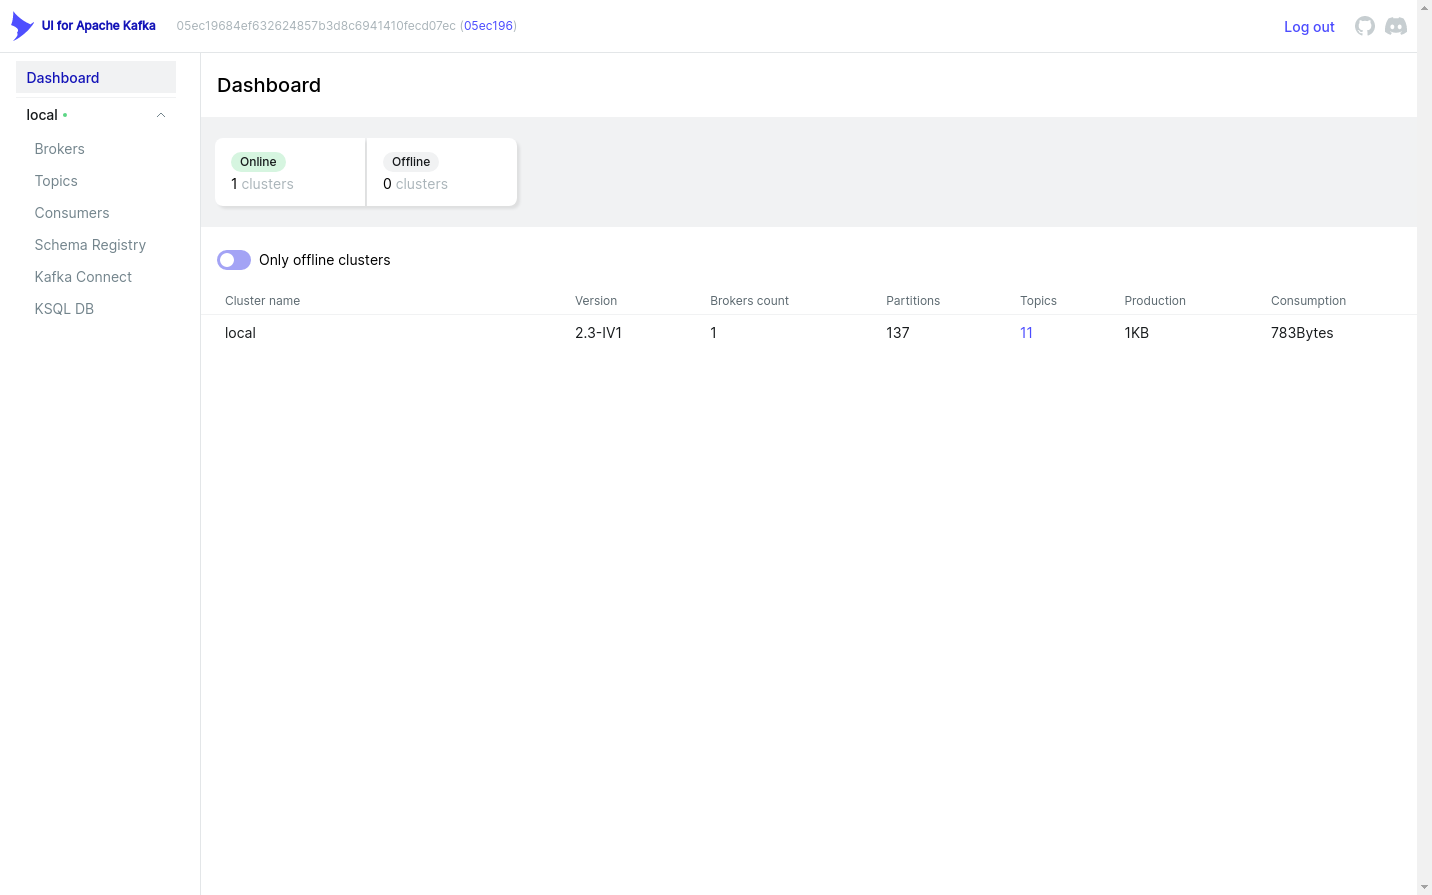 UI for Apache Kafka 05ec19684ef632624857b3d8c6941410fecd07ec (05ec196) Log out
Dashboard
local
Brokers
Topics
Consumers
Schema Registry
Kafka Connect
KSQL DB
Dashboard
Online Offline
1 clusters 0 clusters
Only offline clusters
Cluster name Version Brokers count Partitions Topics Production Consumption
local 2.3-IV1 1 137 11 1KB 783Bytes